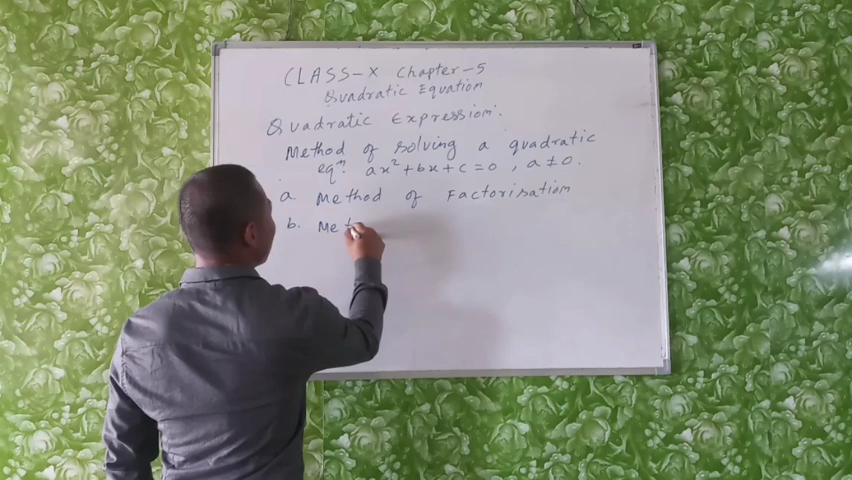 CLASS-X Chapter-5
Quadratic Equation
Quadratic Expression:
Method of solving a quadratic
eqⁿ: ax² + bx + c = 0, a ≠ 0.
a. Method of Factorisation
b. Met